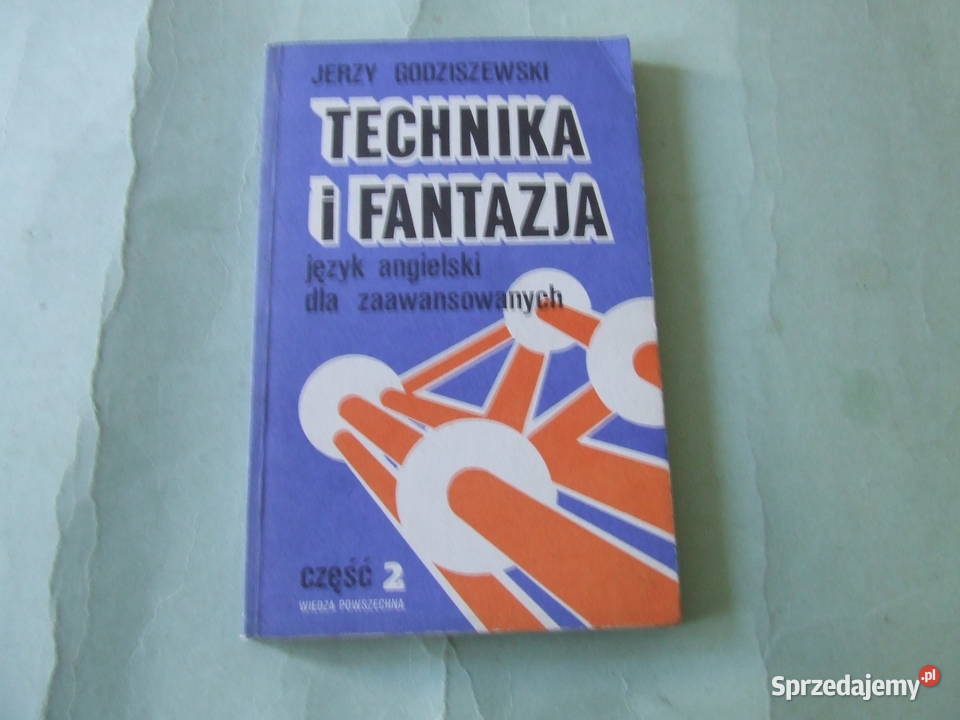 JERZY GODZISZEWSKI
TECHNIKA
i FANTAZJA
język angielski
dla zaawansowanych
część 2
WIEDZA POWSZECHNA
Sprzedajemy.pl